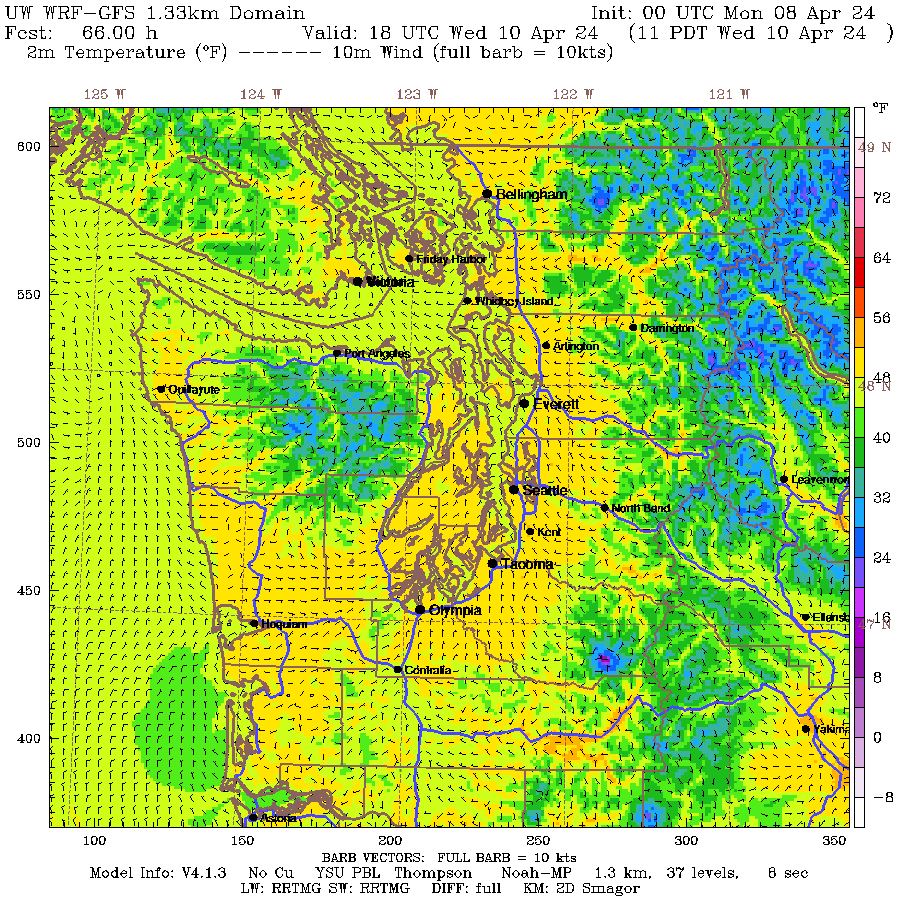 UW WRF-GFS 1.33km Domain Init: 00 UTC Mon 08 Apr 24
Fcst: 66.00 h Valid: 18 UTC Wed 10 Apr 24 (11 PDT Wed 10 Apr 24 )
2m Temperature (°F) ------ 10m Wind (full barb = 10kts)
125 W 124 W 123 W 122 W 121 W
°F
600
49 N
Bellingham
72
Friday Harbor
64
Victoria
550
Whidbey Island
56
Darrington
Arlington
Port Angeles
48
48 N
Quillayute
Everett
500
40
Leavenwor
Seattle
32
North Bend
Kent
24
Tacoma
450
Olympia
16
47 N
Ellensb
Hoquiam
Centralia
8
400
0
Yakima
-8
Astoria
100 150 200 250 300 350
BARB VECTORS: FULL BARB = 10 kts
Model Info: V4.1.3 No Cu YSU PBL Thompson Noah-MP 1.3 km, 37 levels, 8 sec
LW: RRTMG SW: RRTMG DIFF: full KM: 2D Smagor